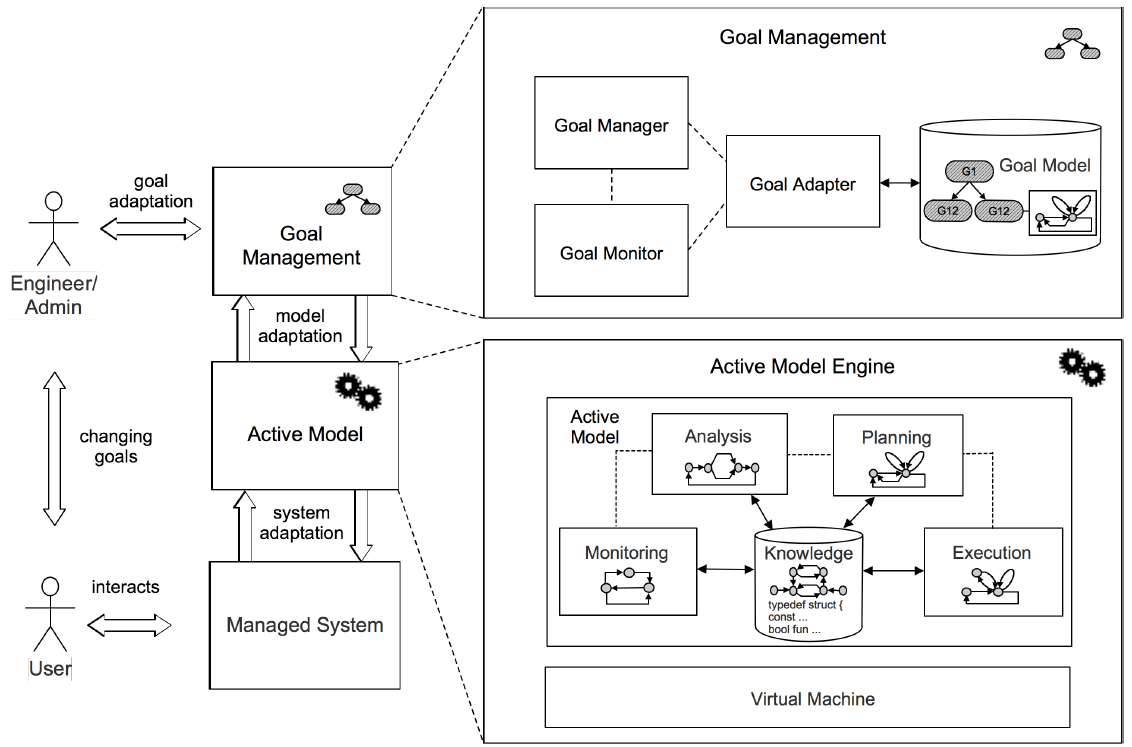 goal
adaptation
Engineer/
Admin
changing
goals
interacts
User
Goal
Management
model
adaptation
Active Model
system
adaptation
Managed System
Goal Management
Goal Manager
Goal Monitor
Goal Adapter
Goal Model
G1
G12
G12
Active Model Engine
Active
Model
Analysis
Planning
Monitoring
Knowledge
typedef struct {
const ...
bool fun ...
Execution
Virtual Machine